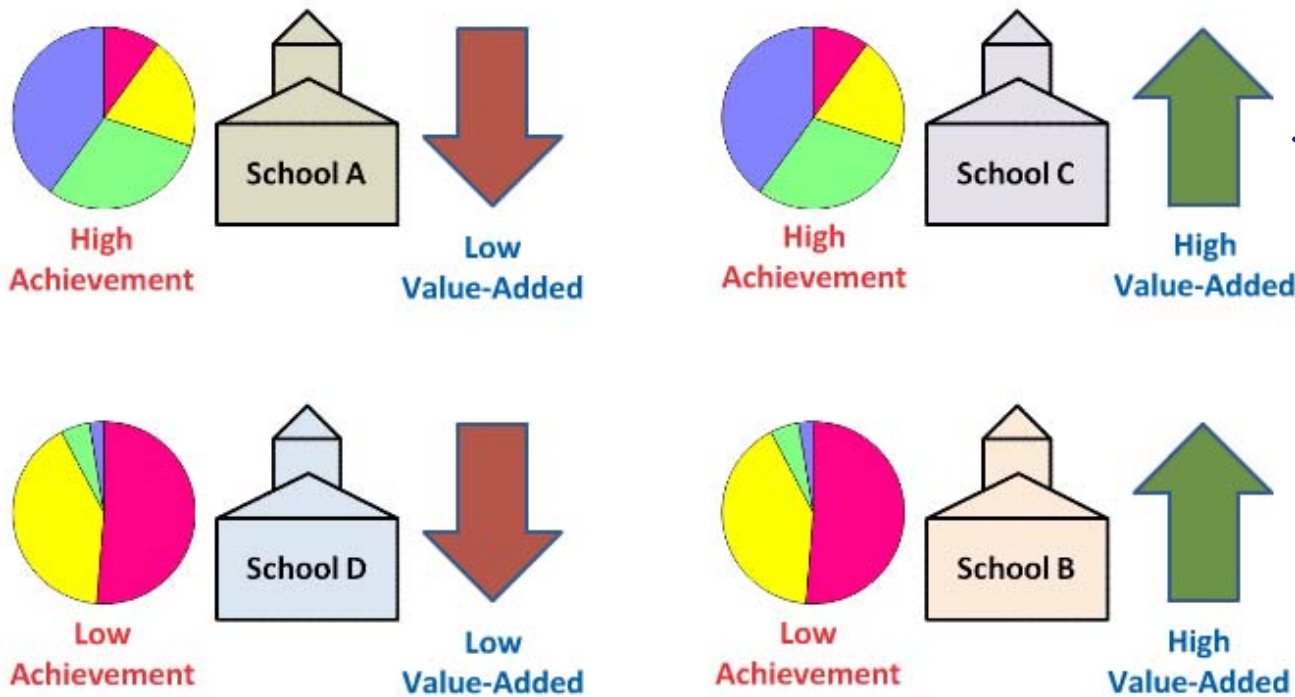 School A
High
Achievement
Low
Value-Added
School C
High
Achievement
High
Value-Added
School D
Low
Achievement
Low
Value-Added
School B
Low
Achievement
High
Value-Added